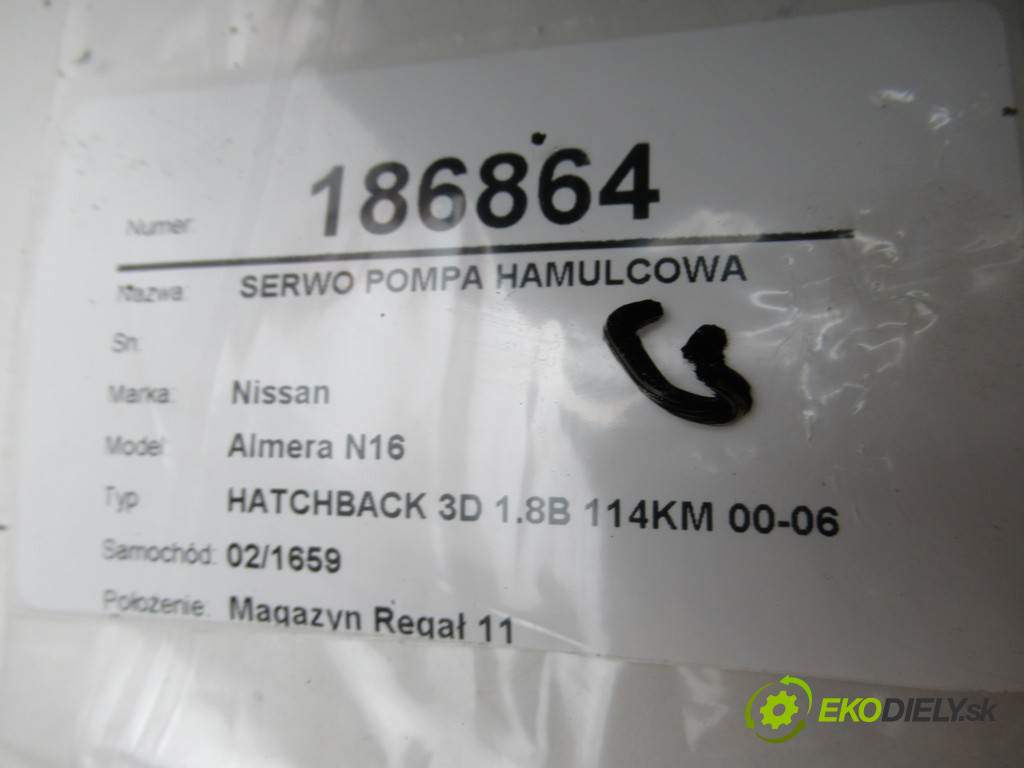 Numer: 186864
Nazwa: SERWO POMPA HAMULCOWA
Sn:
Marka: Nissan
Model: Almera N16
Typ: HATCHBACK 3D 1.8B 114KM 00-06
Samochód: 02/1659
Położenie: Magazyn Regał 11
EKODIELY.sk